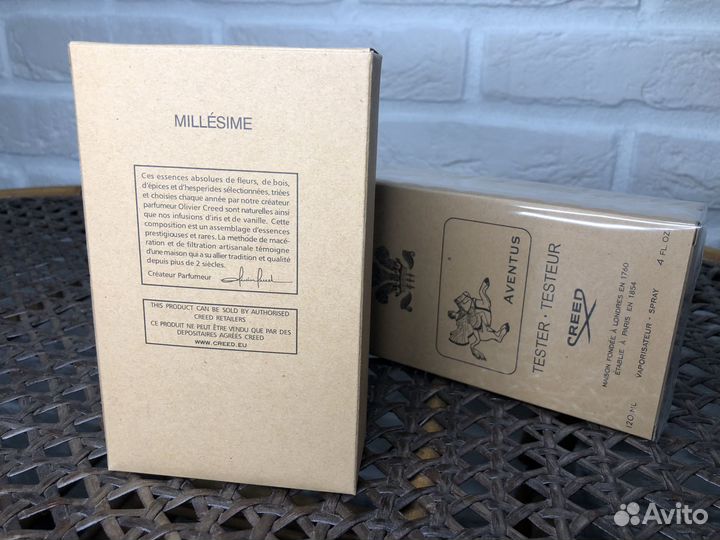 MILLÉSIME
Ces essences absolues de fleurs, de bois,
d'épices et d'hesperides sélectionnées, triées
et choisies chaque année par notre créateur
parfumeur Olivier Creed sont naturelles ainsi
que nos infusions d'iris et de vanille. Cette
composition est un assemblage d'essences
prestigieuses et rares. La methode de macé-
ration et de filtration artisanale témoigne
d'une maison qui a su allier tradition et qualité
depuis plus de 2 siècles.
Créateur Parfumeur
THIS PRODUCT CAN BE SOLD BY AUTHORISED
CREED RETAILERS
CE PRODUIT NE PEUT ÊTRE VENDU QUE PAR DES
DEPOSITAIRES AGRÉES CREED
WWW.CREED.EU
AVENTUS
TESTER - TESTEUR
CREED
MAISON FONDÉE À LONDRES EN 1760
ÉTABLIE À PARIS EN 1854
VAPORISATEUR - SPRAY
120 ML
4 FL OZ
Avito